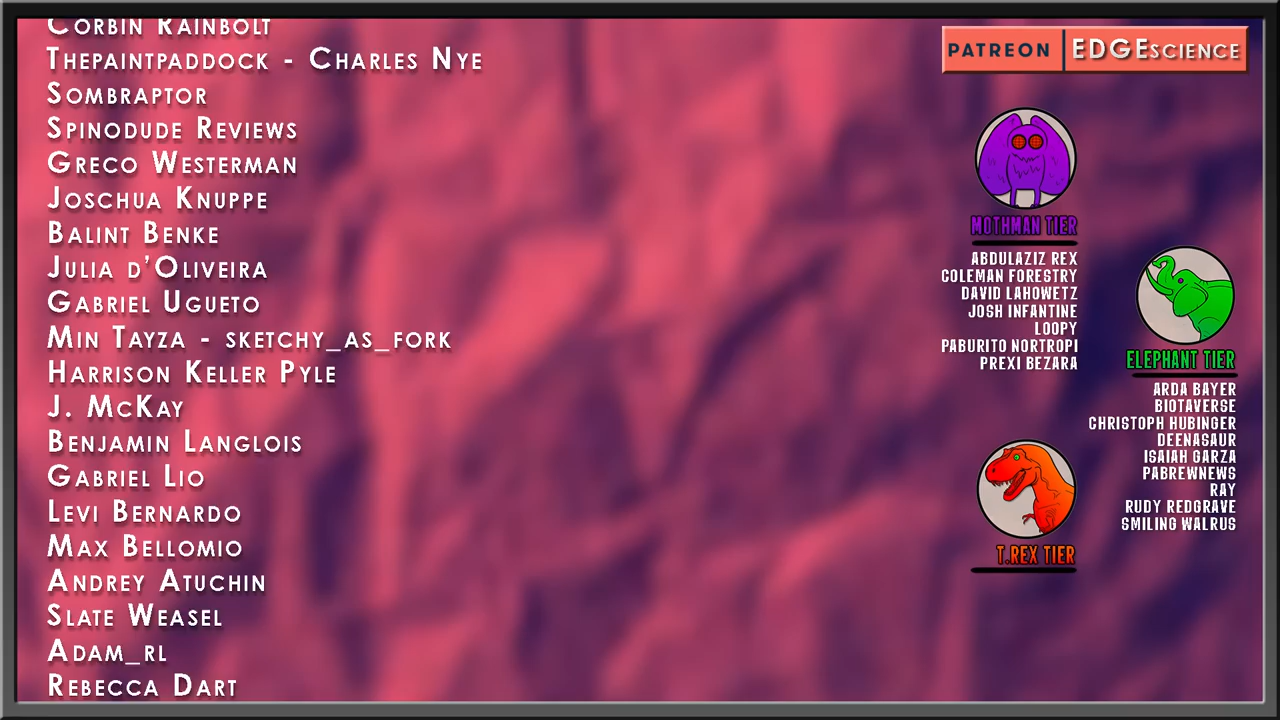 Corbin Rainbolt
Thepaintpaddock - Charles Nye
Sombraptor
Spinodude Reviews
Greco Westerman
Joschua Knuppe
Balint Benke
Julia d'Oliveira
Gabriel Ugueto
Min Tayza - sketchy_as_fork
Harrison Keller Pyle
J. McKay
Benjamin Langlois
Gabriel Lio
Levi Bernardo
Max Bellomio
Andrey Atuchin
Slate Weasel
Adam_rl
Rebecca Dart
PATREON EDGEscience
MOTHMAN TIER
ABDULAZIZ REX
COLEMAN FORESTRY
DAVID LAHOWETZ
JOSH INFANTINE
LOOPY
PABURITO NORTROPI
PREXI BEZARA
ELEPHANT TIER
ARDA BAYER
BIOTAVERSE
CHRISTOPH HUBINGER
DEENASAUR
ISAIAH GARZA
PABREWNEWS
RAY
RUDY REDGRAVE
SMILING WALRUS
T.REX TIER